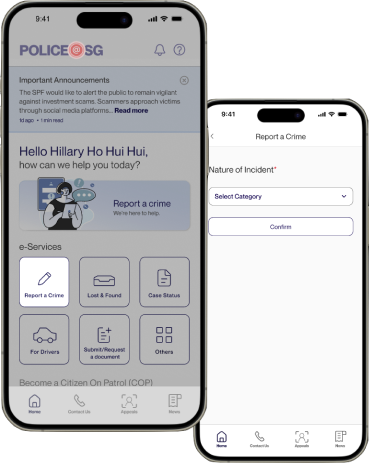 9:41
POLICE@SG
Important Announcements
The SPF would like to alert the public to remain vigilant
against investment scams. Scammers approach victims
through social media platforms... Read more
1d ago • 1 min read
Hello Hillary Ho Hui Hui,
how can we help you today?
Report a crime
We're here to help.
e-Services
Report a Crime
Lost & Found
Case Status
For Drivers
Submit/Request
a document
Others
Become a Citizen On Patrol (COP)
Home
Contact Us
Appeals
News
9:41
Report a Crime
Nature of Incident*
Select Category
Confirm
Home
Contact Us
Appeals
News